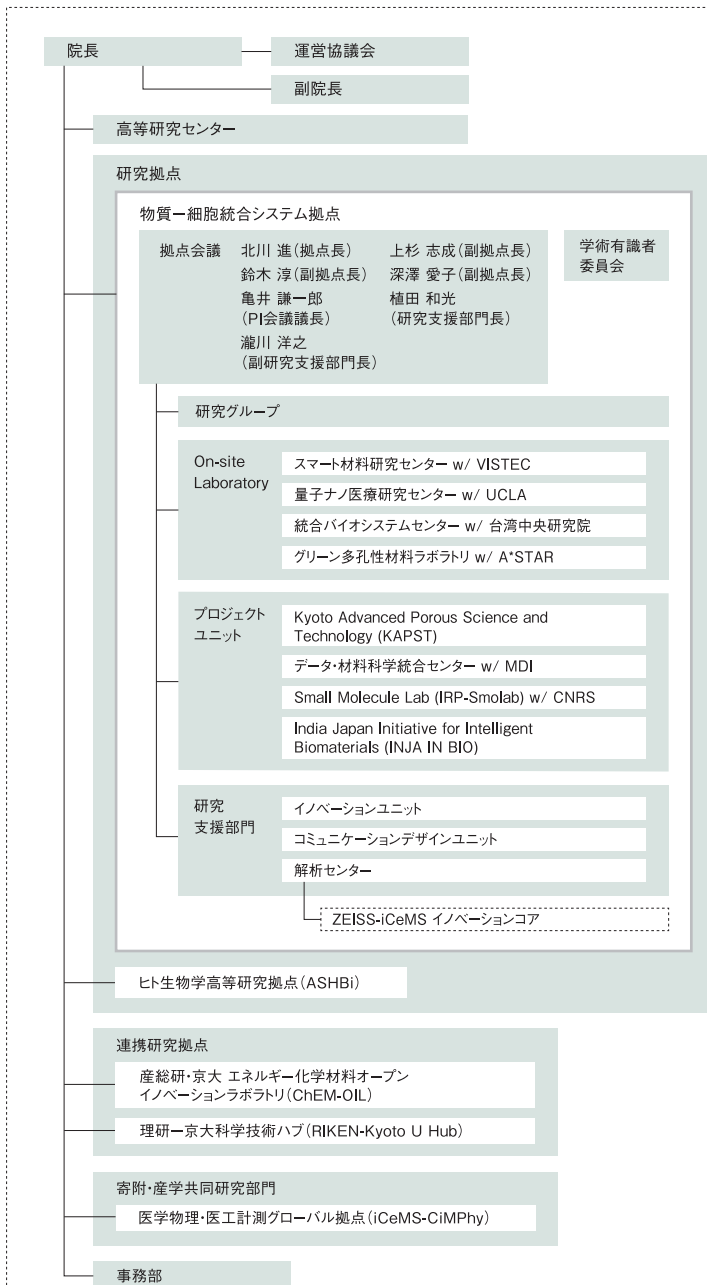 院長
運営協議会
副院長
高等研究センター
研究拠点
物質ー細胞統合システム拠点
拠点会議
北川 進(拠点長)
鈴木 淳(副拠点長)
亀井 謙一郎
(PI会議議長)
瀧川 洋之
(副研究支援部門長)
上杉 志成(副拠点長)
深澤 愛子(副拠点長)
植田 和光
(研究支援部門長)
学術有識者
委員会
研究グループ
On-site
Laboratory
スマート材料研究センター w/ VISTEC
量子ナノ医療研究センター w/ UCLA
統合バイオシステムセンター w/ 台湾中央研究院
グリーン多孔性材料ラボラトリ w/ A*STAR
プロジェクト
ユニット
Kyoto Advanced Porous Science and
Technology (KAPST)
データ・材料科学統合センター w/ MDI
Small Molecule Lab (IRP-Smolab) w/ CNRS
India Japan Initiative for Intelligent
Biomaterials (INJA IN BIO)
研究
支援部門
イノベーションユニット
コミュニケーションデザインユニット
解析センター
ZEISS-iCeMS イノベーションコア
ヒト生物学高等研究拠点(ASHBi)
連携研究拠点
産総研・京大 エネルギー化学材料オープン
イノベーションラボラトリ(ChEM-OIL)
理研ー京大科学技術ハブ(RIKEN-Kyoto U Hub)
寄附・産学共同研究部門
医学物理・医工計測グローバル拠点(iCeMS-CiMPhy)
事務部